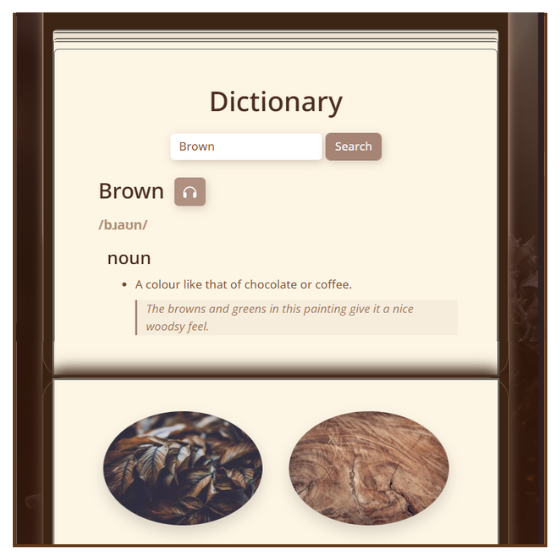 Dictionary
Brown
Search
Brown
/bɹaʊn/
noun
• A colour like that of chocolate or coffee.
The browns and greens in this painting give it a nice
woodsy feel.